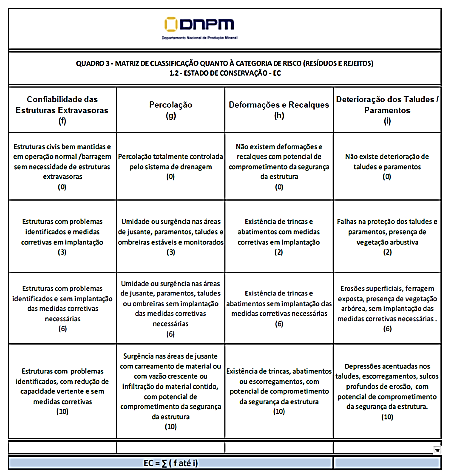 DNPM
Departamento Nacional de Produção Mineral
QUADRO 3 - MATRIZ DE CLASSIFICAÇÃO QUANTO À CATEGORIA DE RISCO (RESÍDUOS E REJEITOS)
1.2 - ESTADO DE CONSERVAÇÃO - EC
Confiabilidade das
Estruturas Extravasoras
(f)
Percolação
(g)
Deformações e Recalques
(h)
Deterioração dos Taludes /
Paramentos
(i)
Estruturas civis bem mantidas e
em operação normal /barragem
sem necessidade de estruturas
extravasoras
(0)
Percolação totalmente controlada
pelo sistema de drenagem
(0)
Não existem deformações e
recalques com potencial de
comprometimento da segurança
da estrutura
(0)
Não existe deterioração de
taludes e paramentos
(0)
Estruturas com problemas
identificados e medidas
corretivas em implantação
(3)
Umidade ou surgência nas áreas
de jusante, paramentos, taludes e
ombreiras estáveis e monitorados
(3)
Existência de trincas e
abatimentos com medidas
corretivas em implantação
(2)
Falhas na proteção dos taludes e
paramentos, presença de
vegetação arbustiva
(2)
Estruturas com problemas
identificados e sem implantação
das medidas corretivas
necessárias
(6)
Umidade ou surgência nas áreas
de jusante, paramentos, taludes
ou ombreiras sem implantação
das medidas corretivas
necessárias
(6)
Existência de trincas e
abatimentos sem implantação das
medidas corretivas necessárias
(6)
Erosões superficiais, ferragem
exposta, presença de vegetação
arbórea, sem implantação das
medidas corretivas necessárias .
(6)
Estruturas com problemas
identificados, com redução de
capacidade vertente e sem
medidas corretivas
(10)
Surgência nas áreas de jusante
com carreamento de material ou
com vazão crescente ou
infiltração do material contido,
com potencial de
comprometimento da segurança
da estrutura
(10)
Existência de trincas, abatimentos
ou escorregamentos, com
potencial de comprometimento
da segurança da estrutura
(10)
Depressões acentuadas nos
taludes, escorregamentos, sulcos
profundos de erosão, com
potencial de comprometimento
da segurança da estrutura.
(10)
EC = ∑ ( f até i)